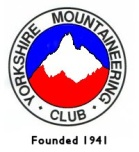 YORKSHIRE MOUNTAINEERING
· CLUB ·
Founded 1941